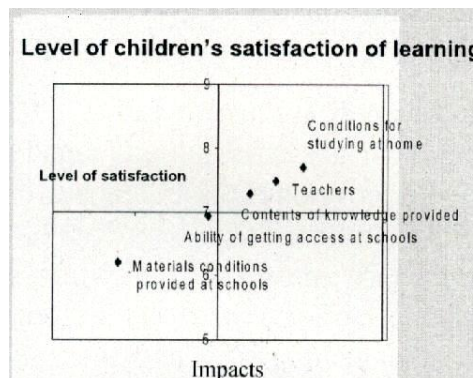 Level of children's satisfaction of learning
9
Conditions for
studying at home
8
Level of satisfaction
Teachers
7
Contents of knowledge provided
Ability of getting access at schools
Materials conditions
provided at schools
6
5
Impacts